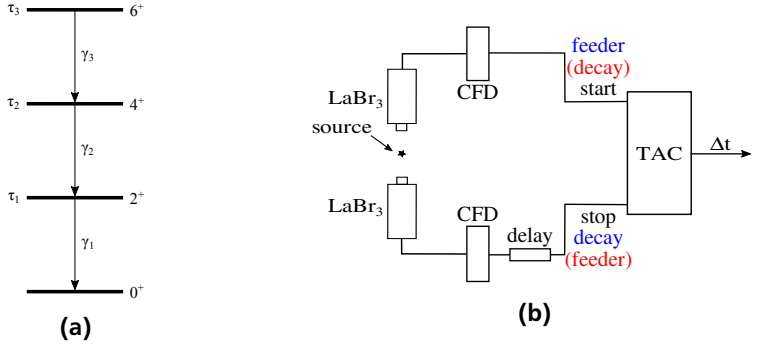 τ₃ 6⁺
γ₃
τ₂ 4⁺
γ₂
τ₁ 2⁺
γ₁
0⁺
(a)
LaBr₃
CFD
feeder
(decay)
start
source
TAC
Δt
LaBr₃
CFD
delay
stop
decay
(feeder)
(b)